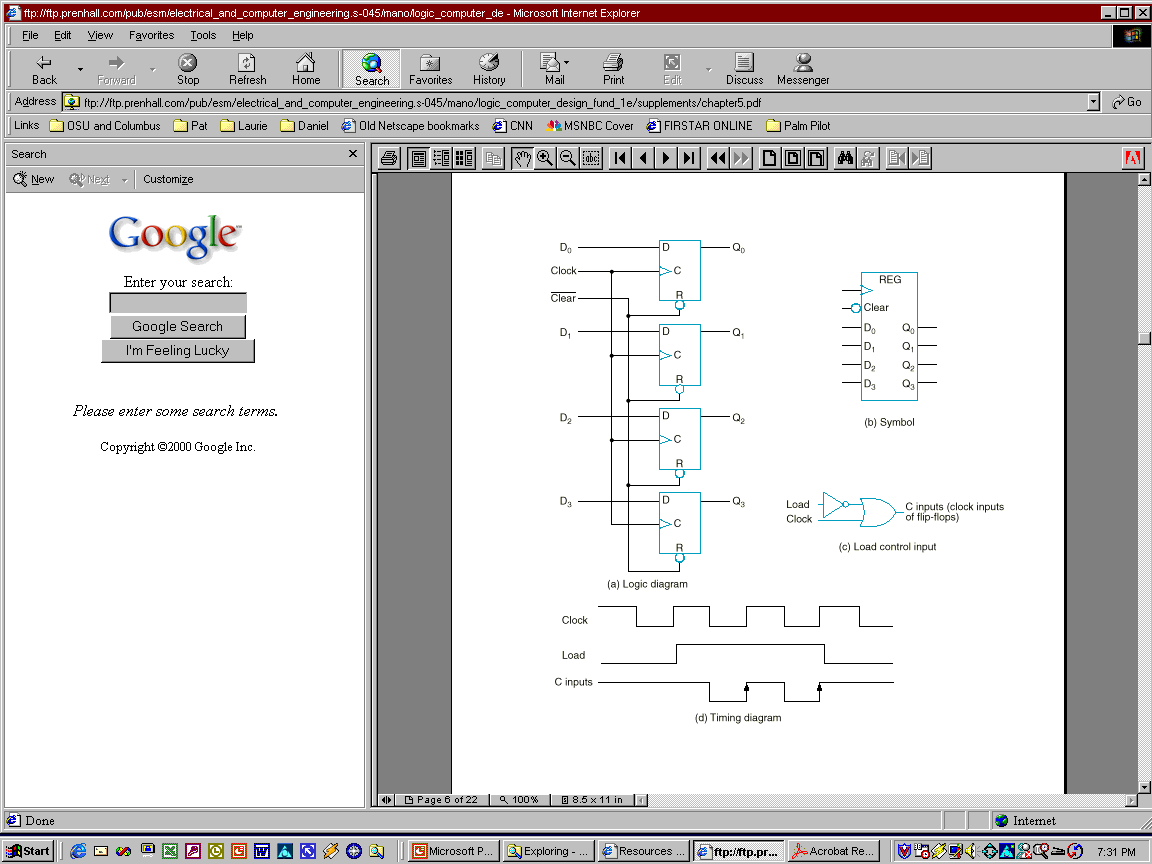 ftp://ftp.prenhall.com/pub/esm/electrical_and_computer_engineering.s-045/mano/logic_computer_de - Microsoft Internet Explorer
File Edit View Favorites Tools Help
Back Forward Stop Refresh Home Search Favorites History Mail Print Edit Discuss Messenger
Address ftp://ftp.prenhall.com/pub/esm/electrical_and_computer_engineering.s-045/mano/logic_computer_design_fund_1e/supplements/chapter5.pdf Go
Links OSU and Columbus Pat Laurie Daniel Old Netscape bookmarks CNN MSNBC Cover FIRSTAR ONLINE Palm Pilot
Search
New Next Customize
Google
Enter your search:
Google Search
I'm Feeling Lucky
Please enter some search terms.
Copyright ©2000 Google Inc.
D0 D Q0
Clock C
Clear R
D1 D Q1
C
R
D2 D Q2
C
R
D3 D Q3
C
R
(a) Logic diagram
REG
Clear
D0 Q0
D1 Q1
D2 Q2
D3 Q3
(b) Symbol
Load
Clock
C inputs (clock inputs
of flip-flops)
(c) Load control input
Clock
Load
C inputs
(d) Timing diagram
Page 6 of 22 100% 8.5 x 11 in
Done Internet
Start Microsoft P... Exploring - ... Resources ... ftp://ftp.pr... Acrobat Re... 7:31 PM